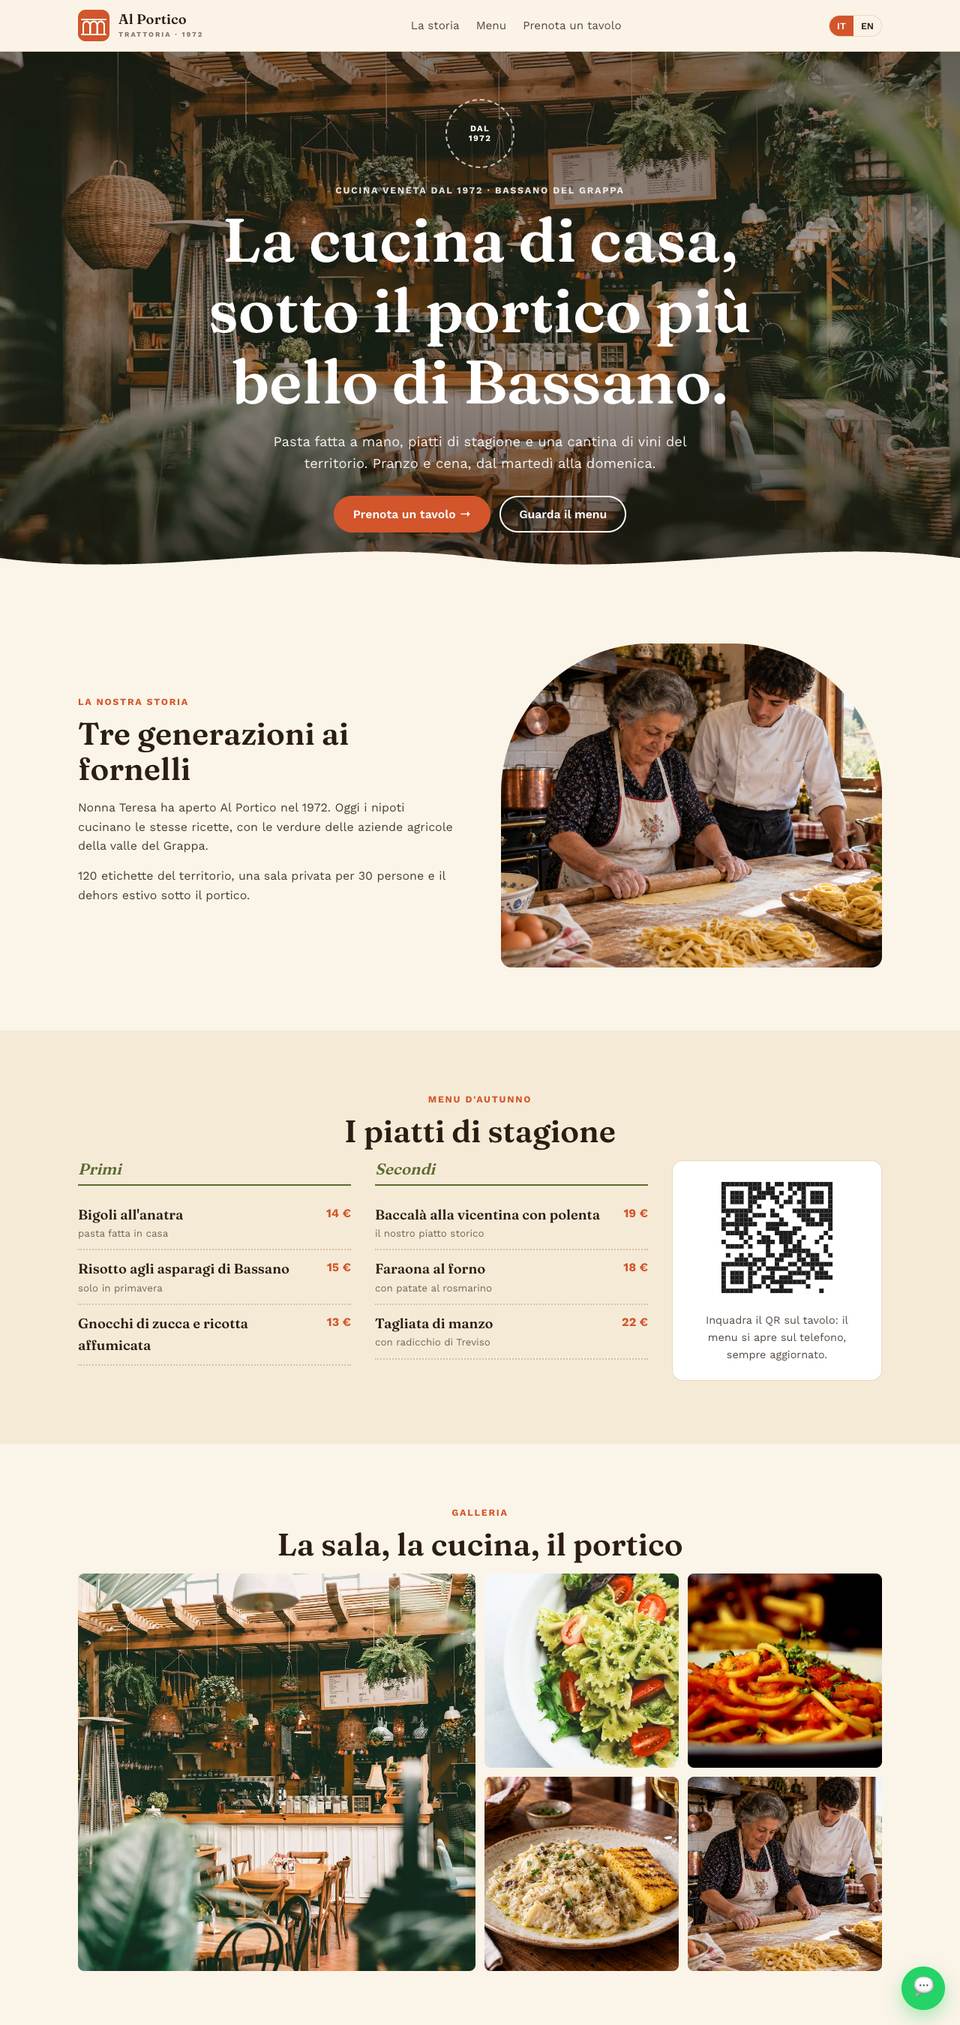 Al Portico
TRATTORIA · 1972
La storia
Menu
Prenota un tavolo
IT
EN
DAL
1972
CUCINA VENETA DAL 1972 · BASSANO DEL GRAPPA
La cucina di casa,
sotto il portico più
bello di Bassano.
Pasta fatta a mano, piatti di stagione e una cantina di vini del
territorio. Pranzo e cena, dal martedì alla domenica.
Prenota un tavolo →
Guarda il menu
LA NOSTRA STORIA
Tre generazioni ai
fornelli
Nonna Teresa ha aperto Al Portico nel 1972. Oggi i nipoti
cucinano le stesse ricette, con le verdure delle aziende agricole
della valle del Grappa.
120 etichette del territorio, una sala privata per 30 persone e il
dehors estivo sotto il portico.
MENU D'AUTUNNO
I piatti di stagione
Primi
Bigoli all'anatra
14 €
pasta fatta in casa
Risotto agli asparagi di Bassano
15 €
solo in primavera
Gnocchi di zucca e ricotta
affumicata
13 €
Secondi
Baccalà alla vicentina con polenta
19 €
il nostro piatto storico
Faraona al forno
18 €
con patate al rosmarino
Tagliata di manzo
22 €
con radicchio di Treviso
Inquadra il QR sul tavolo: il
menu si apre sul telefono,
sempre aggiornato.
GALLERIA
La sala, la cucina, il portico